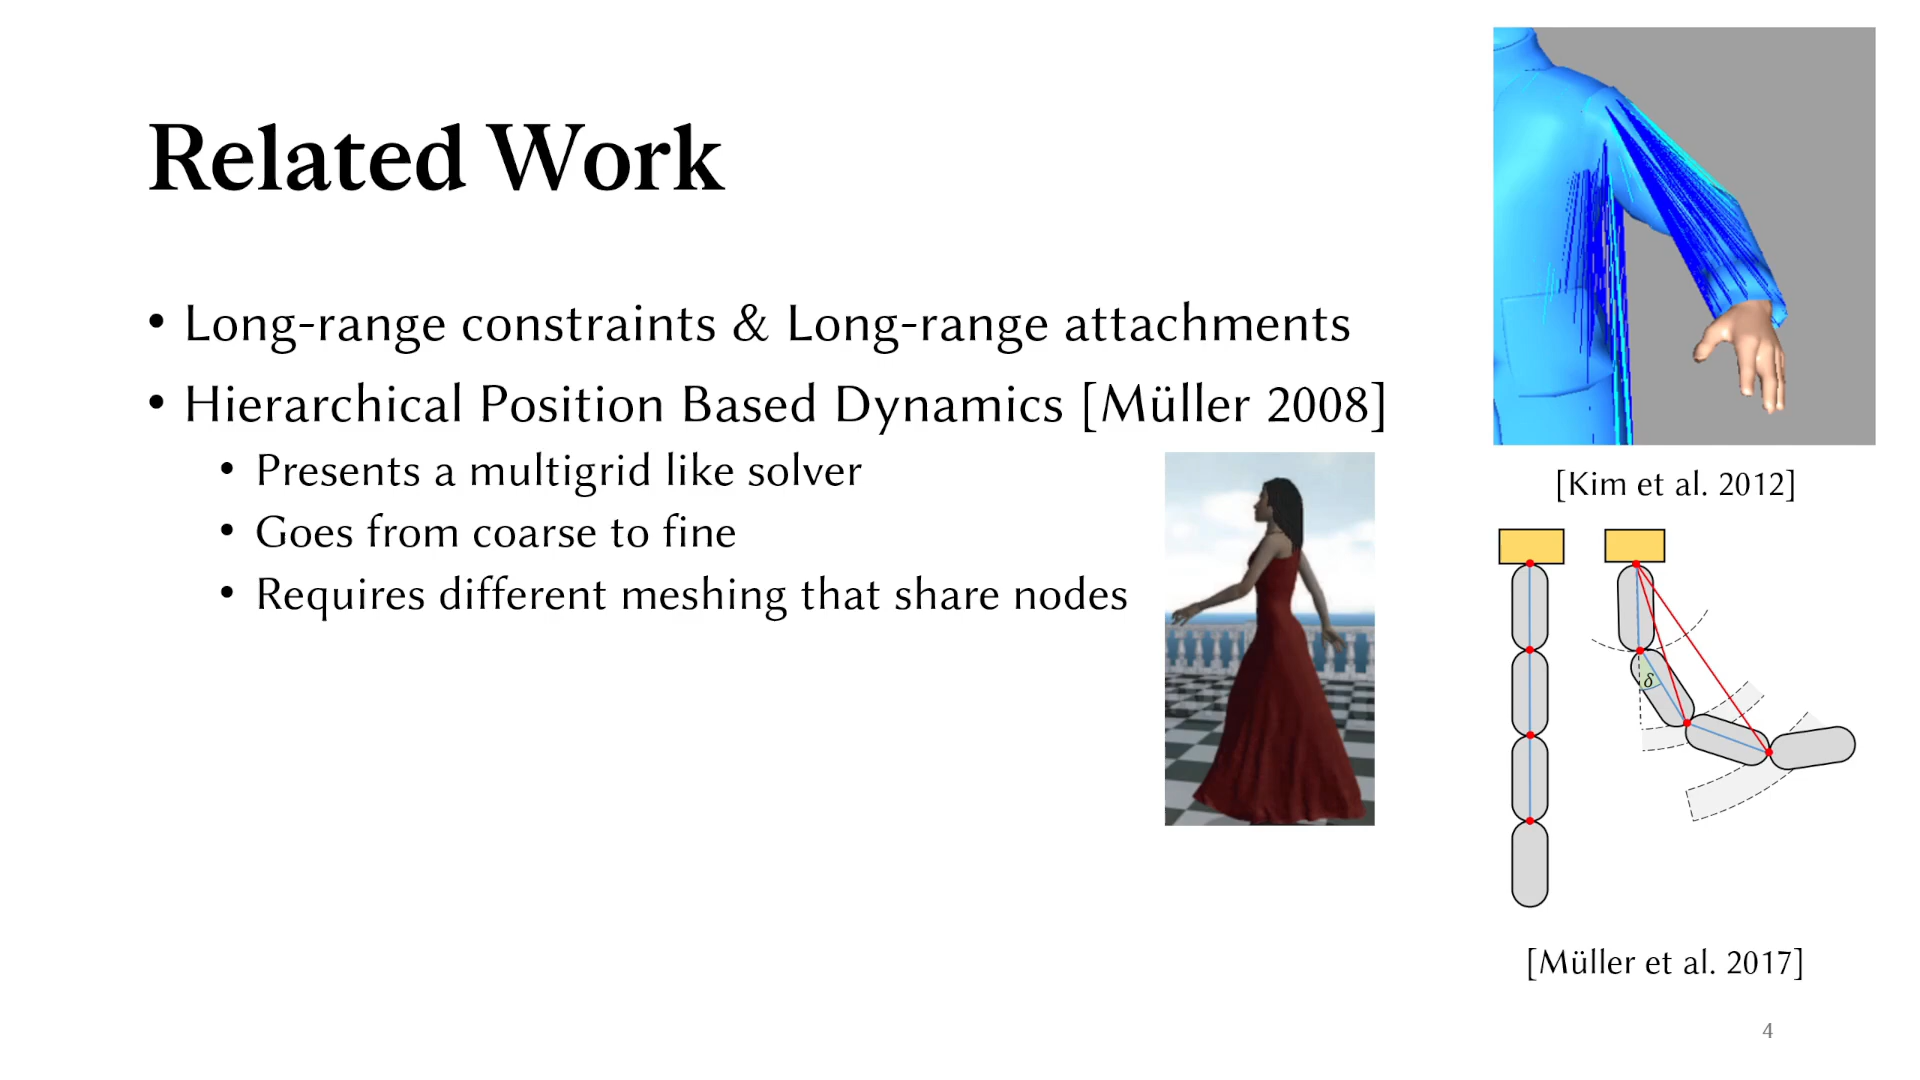 Related Work
• Long-range constraints & Long-range attachments
• Hierarchical Position Based Dynamics [Müller 2008]
• Presents a multigrid like solver
• Goes from coarse to fine
• Requires different meshing that share nodes
[Kim et al. 2012]
δ
[Müller et al. 2017]
4